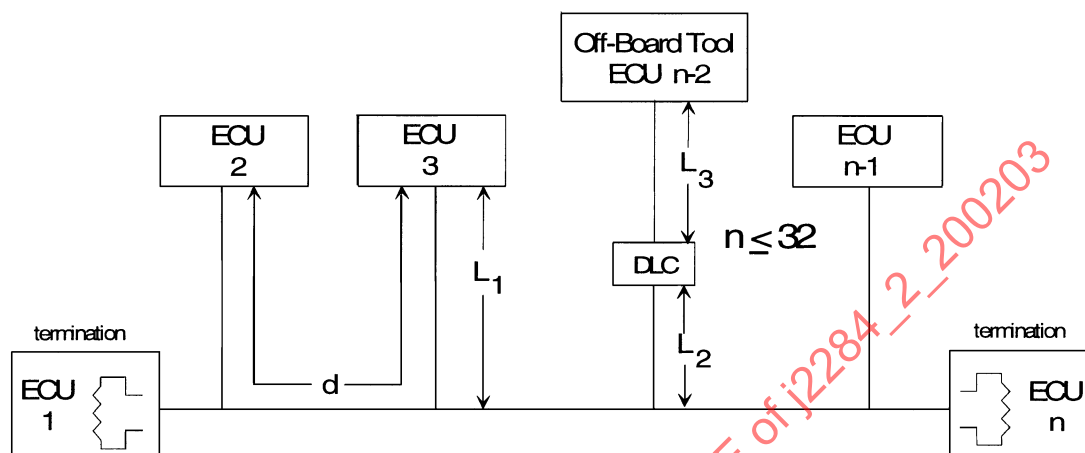 Off-Board Tool
ECU n-2
ECU
2
ECU
3
ECU
n-1
L3
n ≤ 32
DLC
L1
L2
termination
termination
ECU
1
d
ECU
n
F of j2284_2_200203